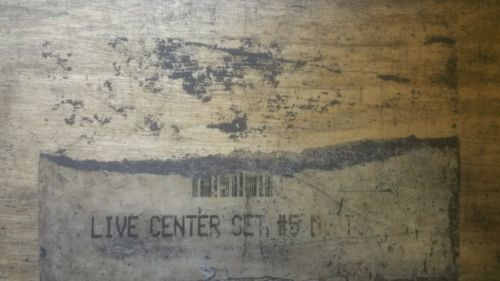 LIVE CENTER SET, #5